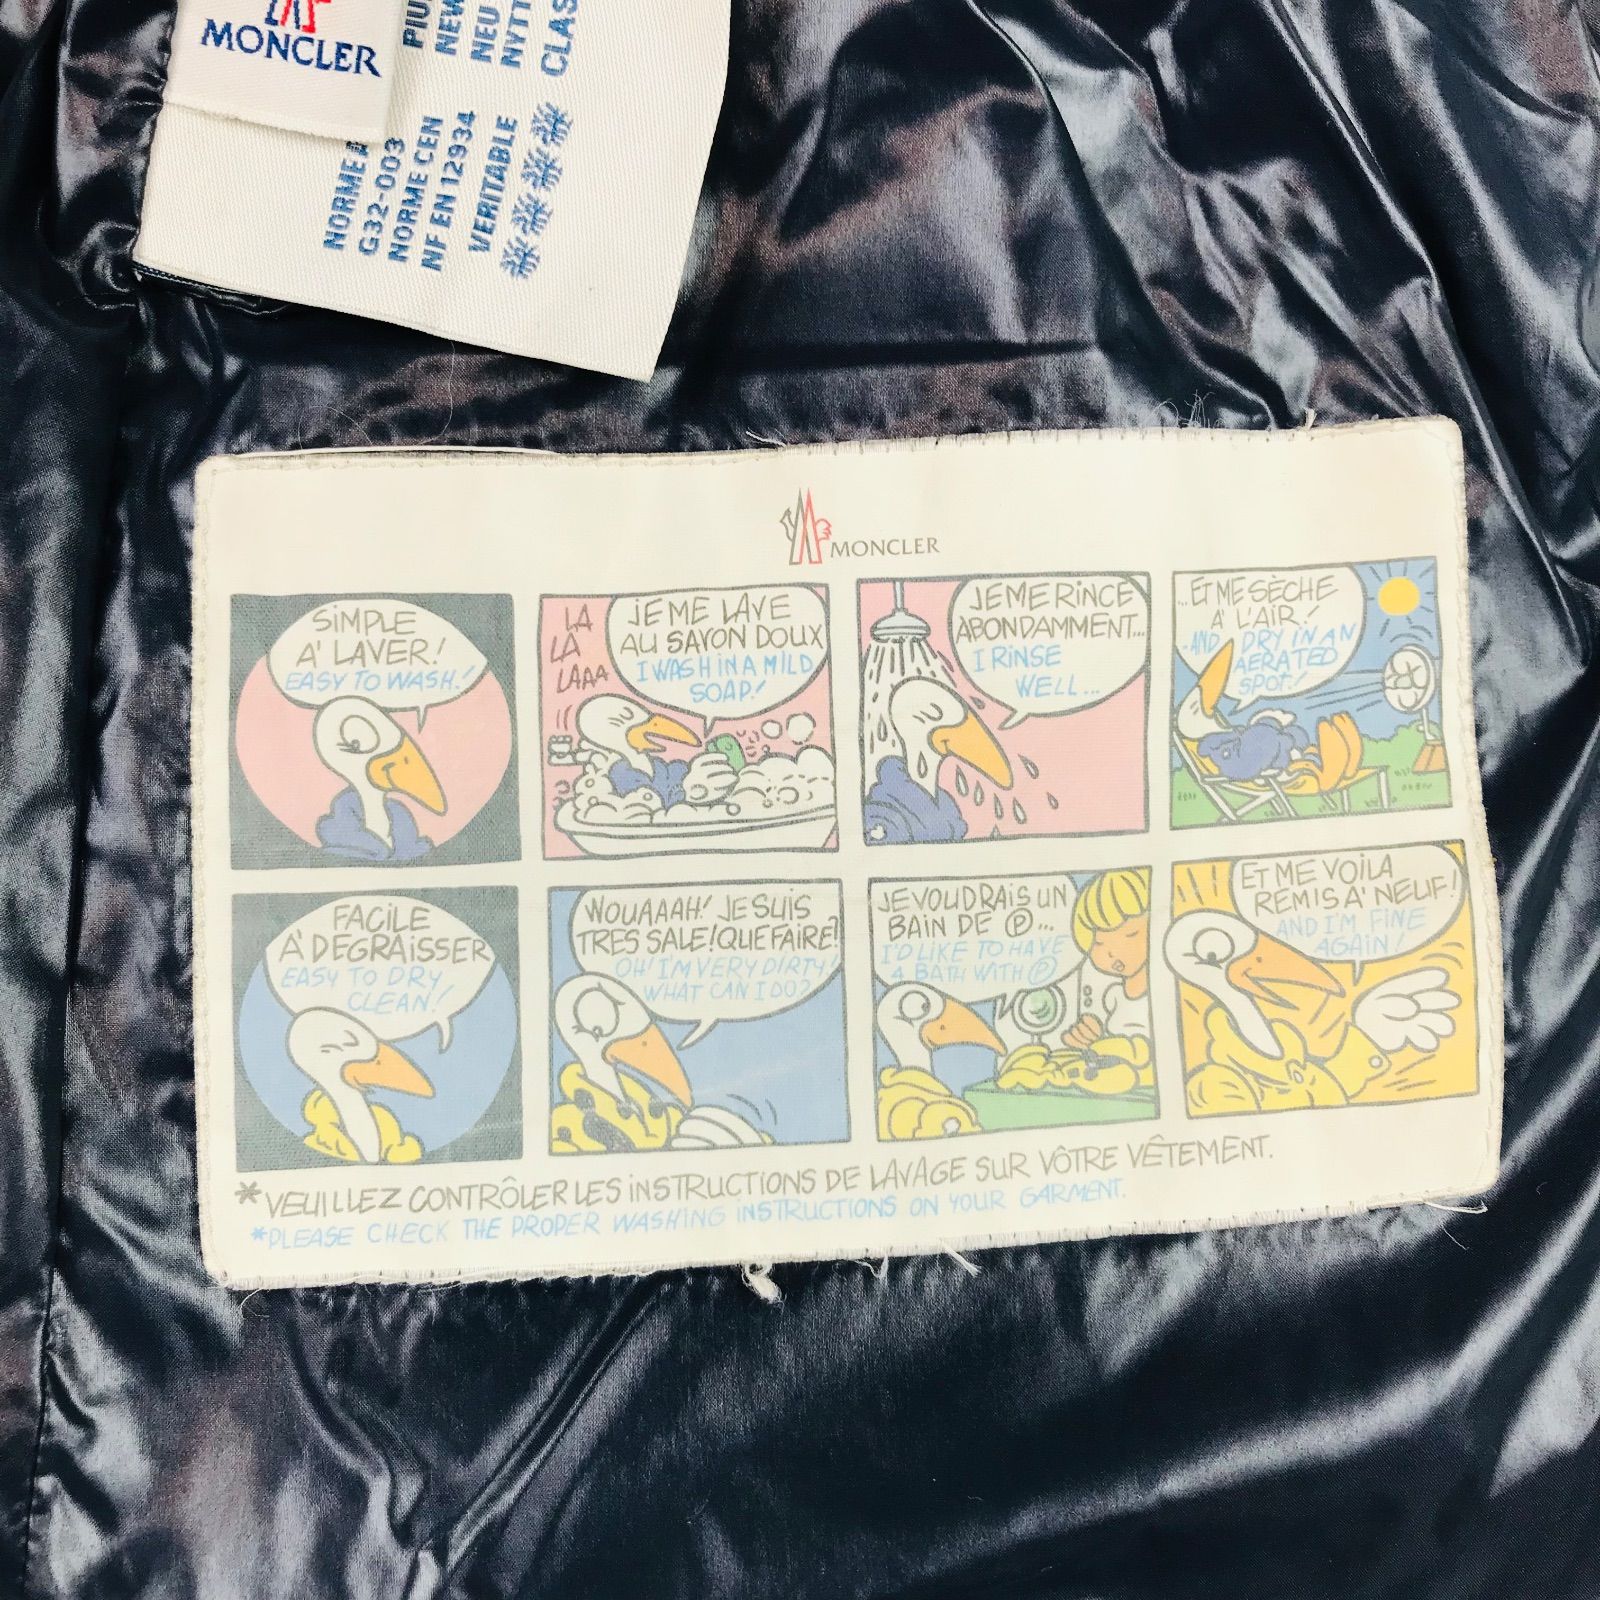 MONCLER
NEW
NEU
CLAS
G32-003
NORME CEN
NF EN 12934
VERITABLE
MONCLER
SIMPLE
A' LAVER!
EASY TO WASH!
LA
LA
LAAA
JE ME LAVE
AU SAVON DOUX
I WASH IN A MILD
SOAP!
JE ME RINCE
ABONDAMMENT...
I RINSE
WELL...
...ET ME SÈCHE
A' L'AIR!
-AND DRY IN AN
AERATED
SPOT!
FACILE
A' DEGRAISSER
EASY TO DRY
CLEAN!
WOUAAAH! JE SUIS
TRES SALE! QUE FAIRE?
OH! I'M VERY DIRTY!
WHAT CAN I DO?
JE VOUDRAIS UN
BAIN DE Ⓟ...
I'D LIKE TO HAVE
A BATH WITH Ⓟ
ET ME VOILA
REMIS A' NEUF!
AND I'M FINE
AGAIN!
*VEUILLEZ CONTRÔLER LES INSTRUCTIONS DE LAVAGE SUR VÔTRE VÊTEMENT.
*PLEASE CHECK THE PROPER WASHING INSTRUCTIONS ON YOUR GARMENT.